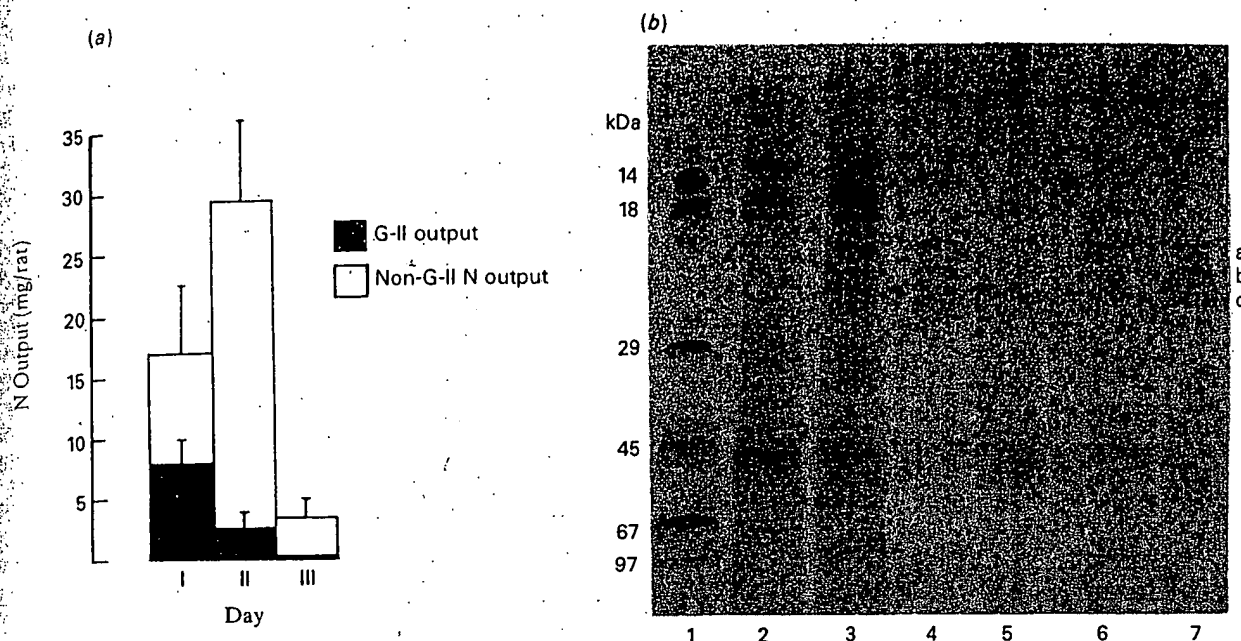 (a)
35
30
25
20
15
10
5
N Output (mg/rat)
G-II output
Non-G-II N output
I II III
Day
(b)
kDa
14
18
29
45
67
97
a
b
c
1 2 3 4 5 6 7